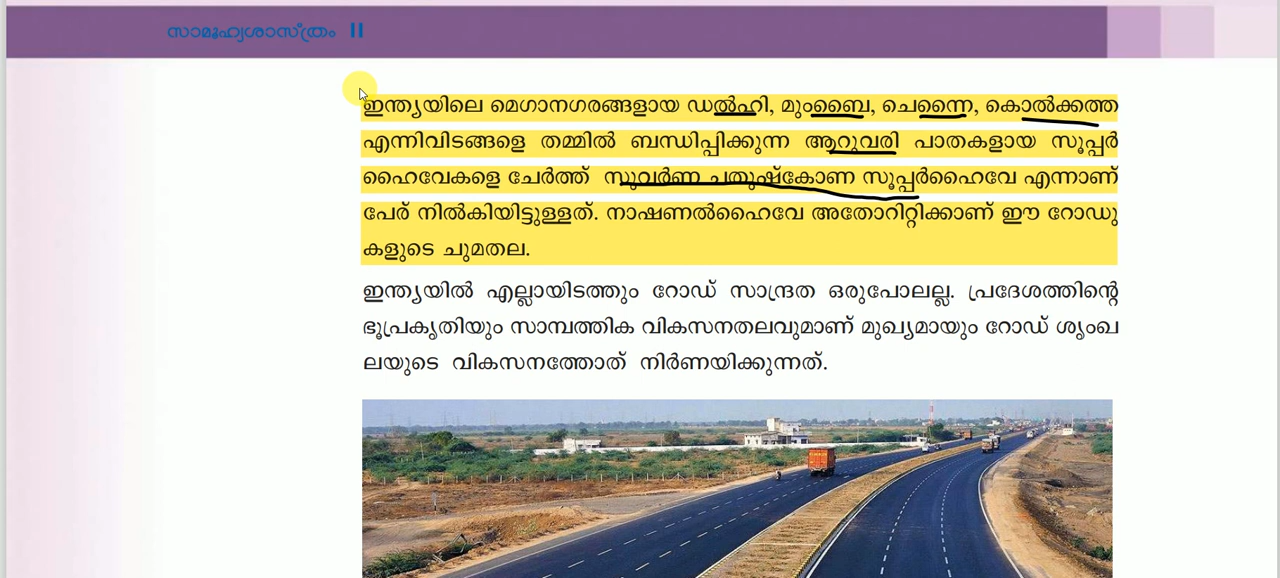 സാമൂഹ്യശാസ്ത്രം II
ഇന്ത്യയിലെ മെഗാനഗരങ്ങളായ ഡൽഹി, മുംബൈ, ചെന്നൈ, കൊൽക്കത്ത
എന്നിവിടങ്ങളെ തമ്മിൽ ബന്ധിപ്പിക്കുന്ന ആറുവരി പാതകളായ സൂപ്പർ
ഹൈവേകളെ ചേർത്ത് സുവർണ ചതുഷ്കോണ സൂപ്പർഹൈവേ എന്നാണ്
പേര് നിൽകിയിട്ടുള്ളത്. നാഷണൽഹൈവേ അതോറിറ്റിക്കാണ് ഈ റോഡു
കളുടെ ചുമതല.
ഇന്ത്യയിൽ എല്ലായിടത്തും റോഡ് സാന്ദ്രത ഒരുപോലല്ല. പ്രദേശത്തിന്റെ
ഭൂപ്രകൃതിയും സാമ്പത്തിക വികസനതലവുമാണ് മുഖ്യമായും റോഡ് ശൃംഖ
ലയുടെ വികസനത്തോത് നിർണയിക്കുന്നത്.